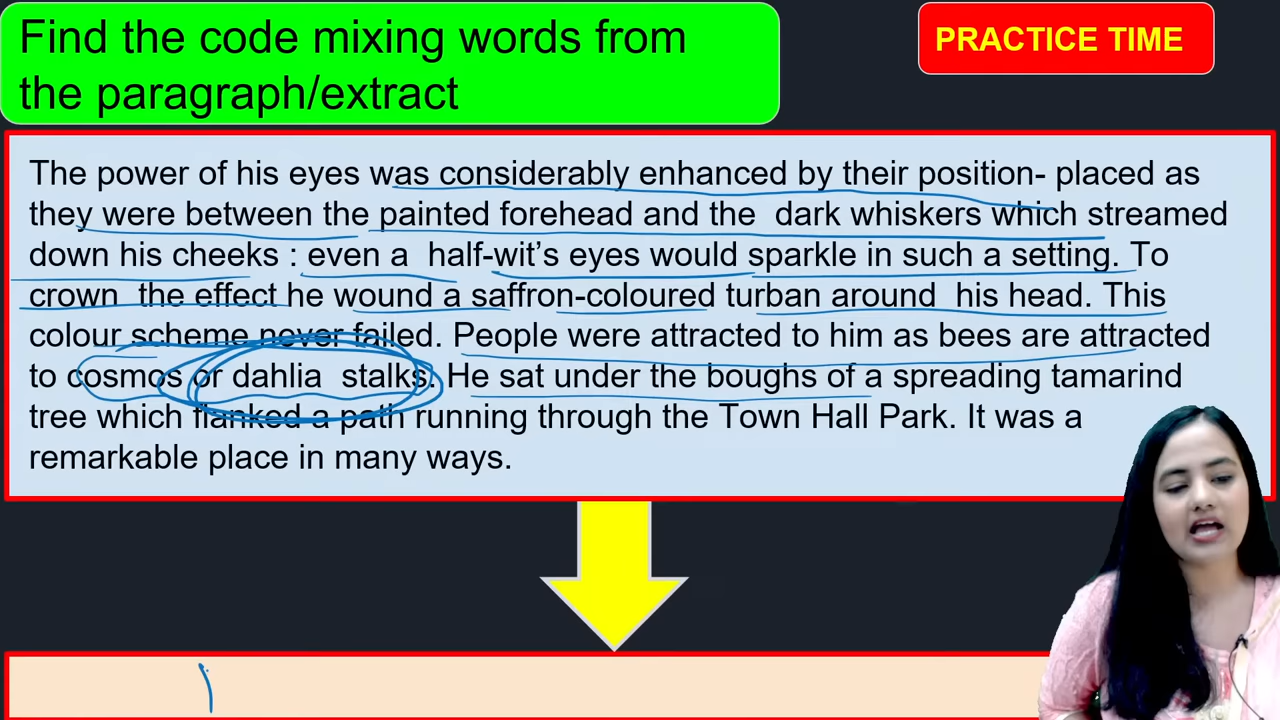 Find the code mixing words from
the paragraph/extract
PRACTICE TIME
The power of his eyes was considerably enhanced by their position- placed as
they were between the painted forehead and the dark whiskers which streamed
down his cheeks : even a half-wit's eyes would sparkle in such a setting. To
crown the effect he wound a saffron-coloured turban around his head. This
colour scheme never failed. People were attracted to him as bees are attracted
to cosmos or dahlia stalks. He sat under the boughs of a spreading tamarind
tree which flanked a path running through the Town Hall Park. It was a
remarkable place in many ways.